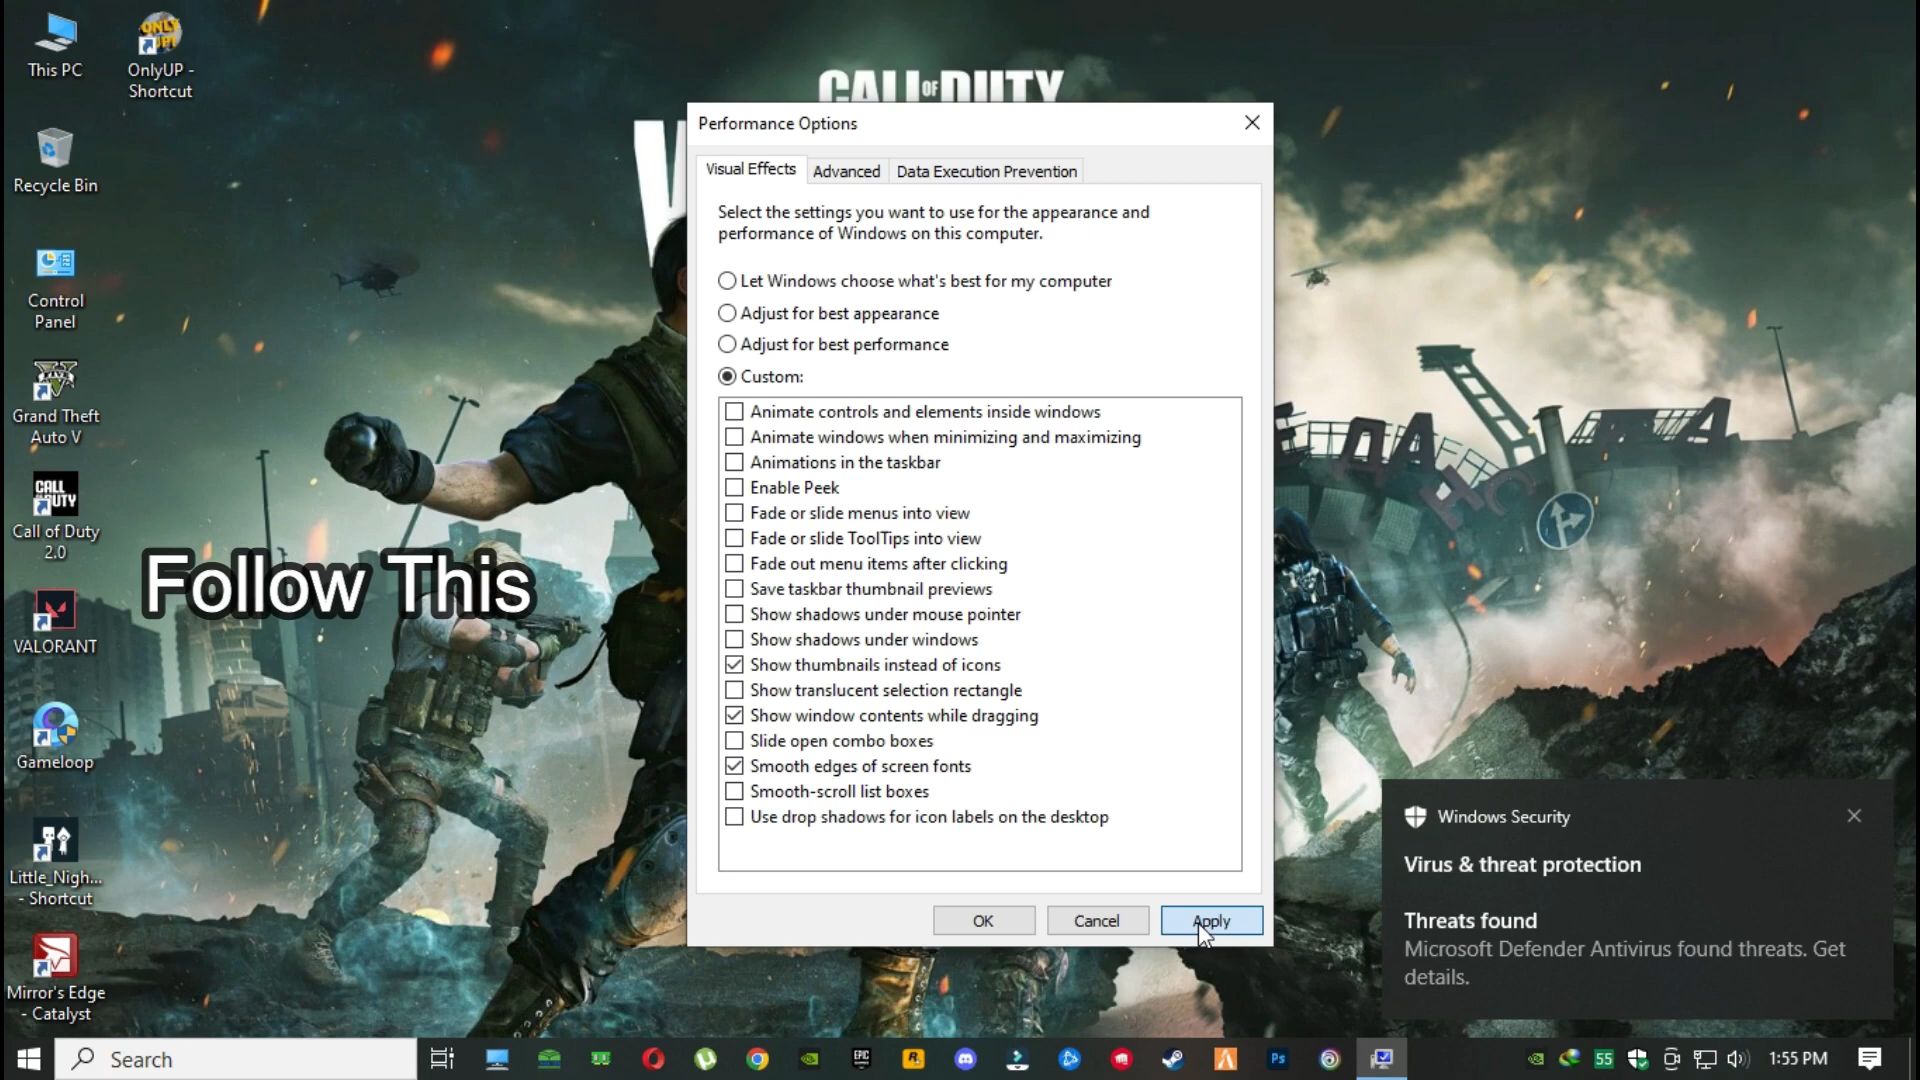 This PC
OnlyUP -
Shortcut
Recycle Bin
Control
Panel
Grand Theft
Auto V
CALL OF DUTY
Call of Duty
2.0
VALORANT
Gameloop
Little_Nigh...
- Shortcut
Mirror's Edge
- Catalyst
CALL OF DUTY
Follow This
Performance Options
Visual Effects
Advanced
Data Execution Prevention
Select the settings you want to use for the appearance and
performance of Windows on this computer.
Let Windows choose what's best for my computer
Adjust for best appearance
Adjust for best performance
Custom:
Animate controls and elements inside windows
Animate windows when minimizing and maximizing
Animations in the taskbar
Enable Peek
Fade or slide menus into view
Fade or slide ToolTips into view
Fade out menu items after clicking
Save taskbar thumbnail previews
Show shadows under mouse pointer
Show shadows under windows
Show thumbnails instead of icons
Show translucent selection rectangle
Show window contents while dragging
Slide open combo boxes
Smooth edges of screen fonts
Smooth-scroll list boxes
Use drop shadows for icon labels on the desktop
OK
Cancel
Apply
Windows Security
Virus & threat protection
Threats found
Microsoft Defender Antivirus found threats. Get
details.
Search
EPIC
Ps
55
1:55 PM